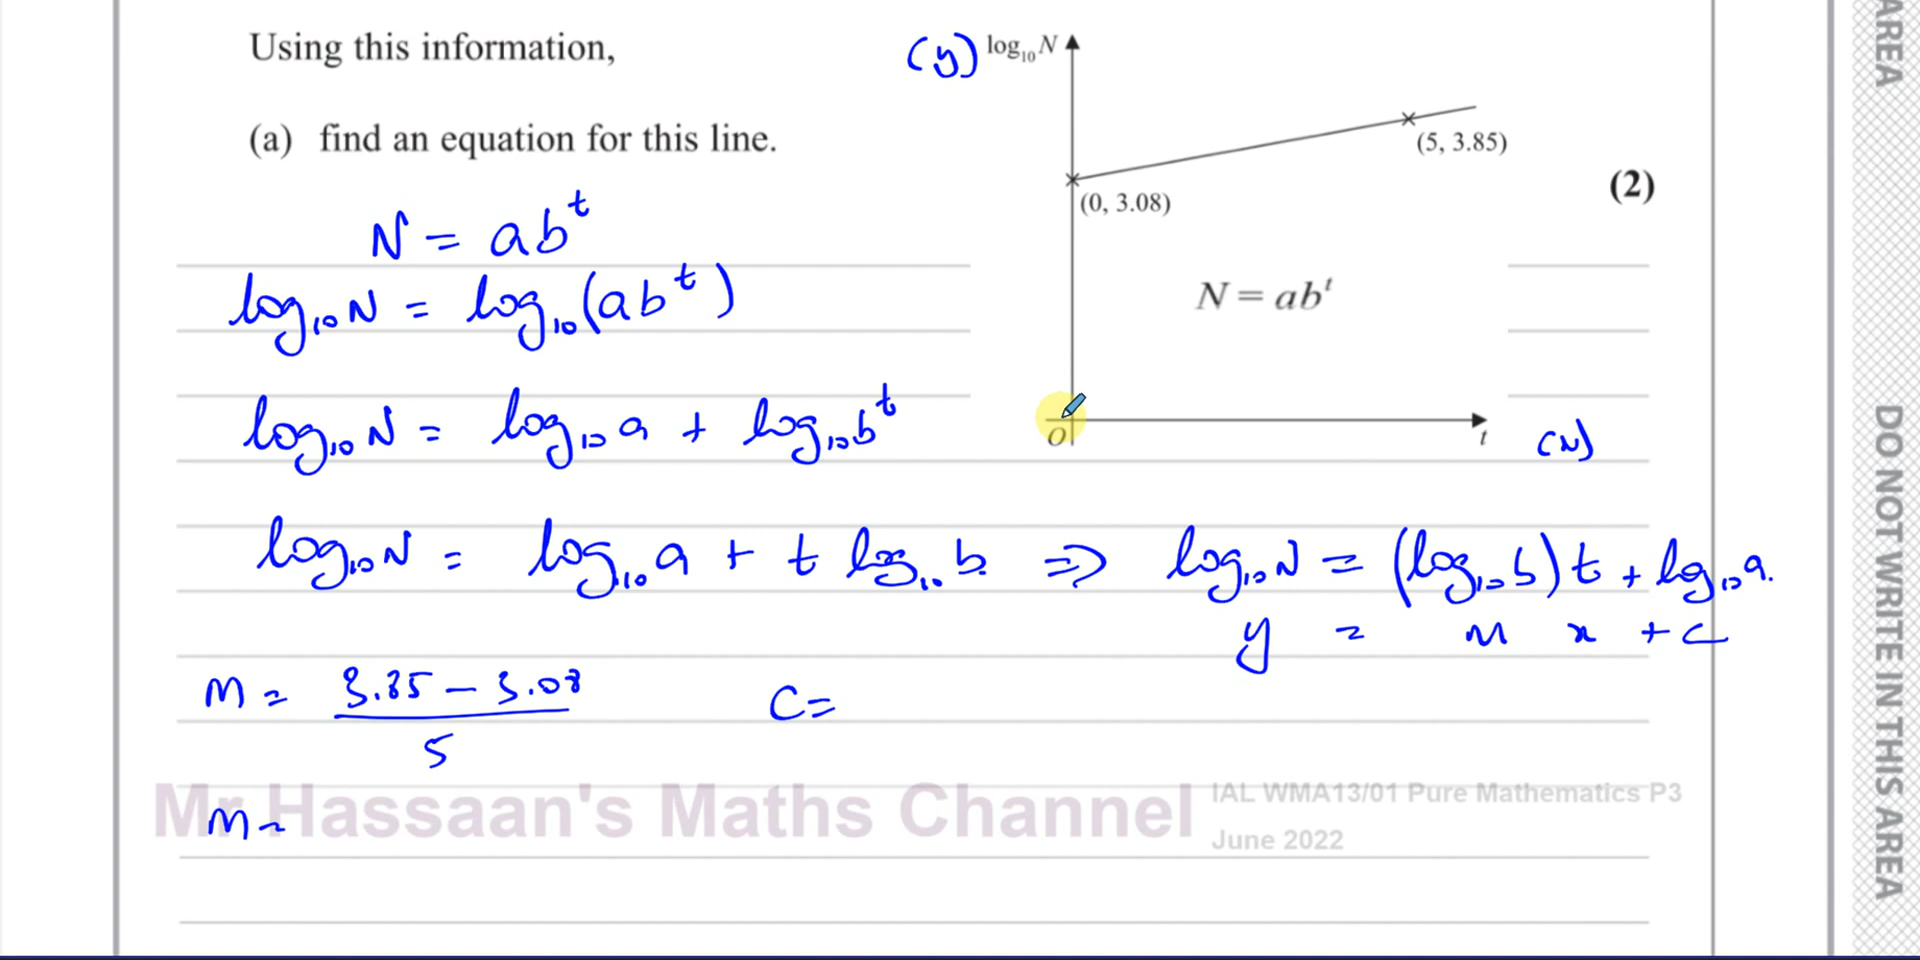 Using this information,
(y) log₁₀N
(a) find an equation for this line.
(5, 3.85)
(2)
(0, 3.08)
N = abᵗ
log₁₀N = log₁₀(abᵗ)
N = abᵗ
log₁₀N = log₁₀a + log₁₀bᵗ
O
t
(x)
log₁₀N = log₁₀a + t log₁₀b ⇒ log₁₀N = (log₁₀b)t + log₁₀a.
y = m x + c
m = 3.85 − 3.08 / 5
c =
m =
Mr Hassaan's Maths Channel
IAL WMA13/01 Pure Mathematics P3
June 2022
AREA
DO NOT WRITE IN THIS AREA